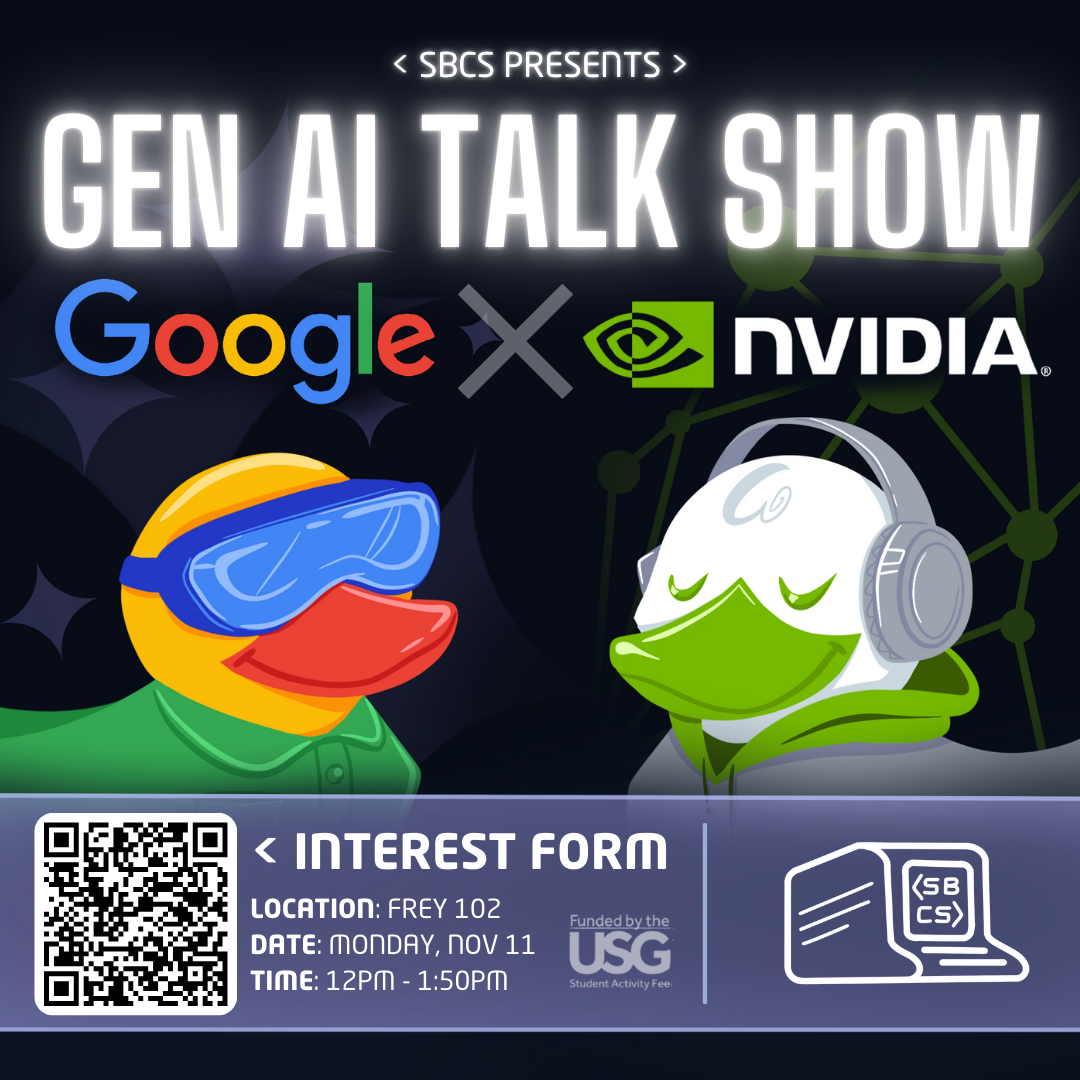 < SBCS PRESENTS >
GEN AI TALK SHOW
Google X NVIDIA®
< INTEREST FORM
LOCATION: FREY 102
DATE: MONDAY, NOV 11
TIME: 12PM - 1:50PM
Funded by the
USG
Student Activity Fee
<SB
CS>